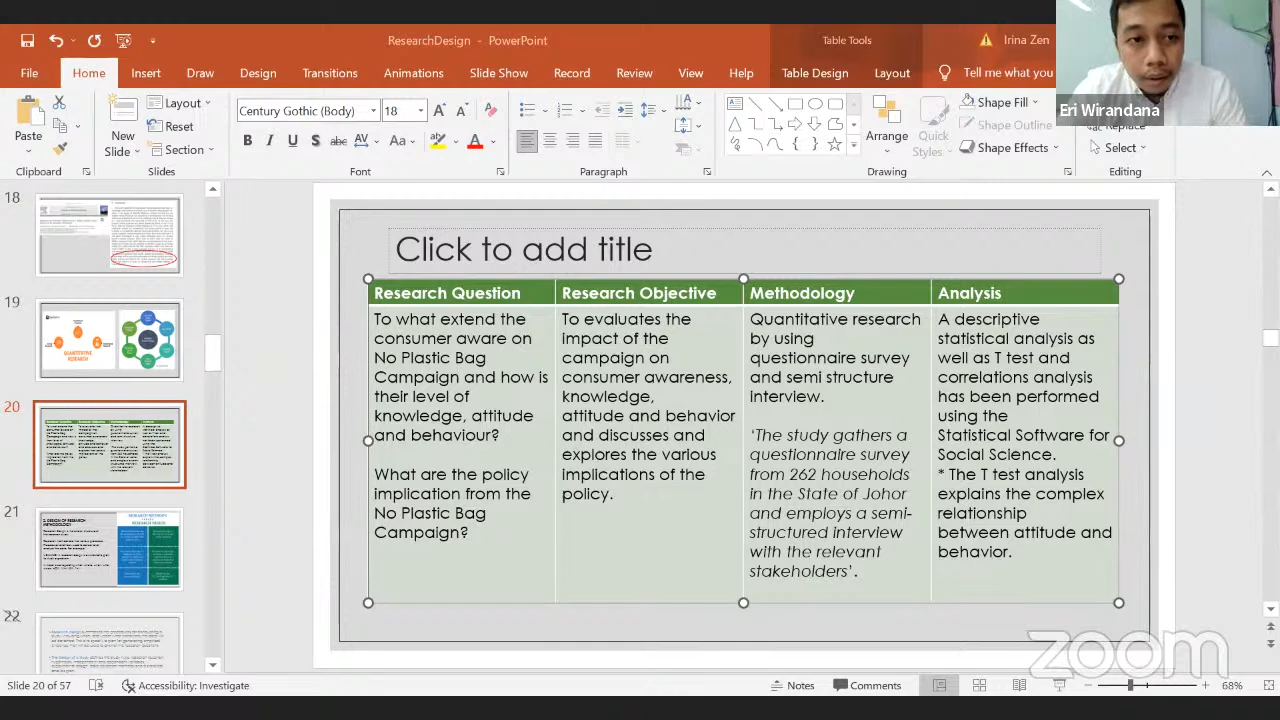 ResearchDesign - PowerPoint
Table Tools
Irina Zen
File
Home
Insert
Draw
Design
Transitions
Animations
Slide Show
Record
Review
View
Help
Table Design
Layout
Tell me what you
Eri Wirandana
Paste
New
Slide
Layout
Reset
Section
Century Gothic (Body)
18
Arrange
Quick
Styles
Shape Fill
Shape Outline
Shape Effects
Replace
Select
Clipboard
Slides
Font
Paragraph
Drawing
Editing
18
19
QUANTITATIVE
RESEARCH
20
21
22
Click to add title
Research Question
To what extend the
consumer aware on
No Plastic Bag
Campaign and how is
their level of
knowledge, attitude
and behaviour?
What are the policy
implication from the
No Plastic Bag
Campaign?
Research Objective
To evaluates the
impact of the
campaign on
consumer awareness,
knowledge,
attitude and behavior
and discusses and
explores the various
implications of the
policy.
Methodology
Quantitative research
by using
questionnaire survey
and semi structure
interview.
'The study gathers a
questionnaire survey
from 262 households
in the State of Johor
and employs a semi-
structured interview
with the relevant
stakeholders'.
Analysis
A descriptive
statistical analysis as
well as T test and
correlations analysis
has been performed
using the
Statistical Software for
Social Science.
* The T test analysis
explains the complex
relationship
between attitude and
behavior.
zoom
Slide 20 of 57
Accessibility: Investigate
Notes
Comments
68%